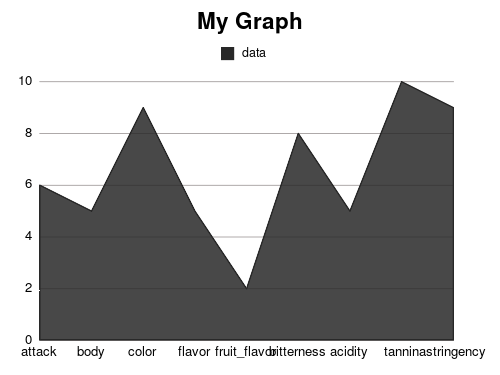 My Graph
data
10
8
6
4
2
0
attack body color flavor fruit_flavor bitterness acidity tannin astringency